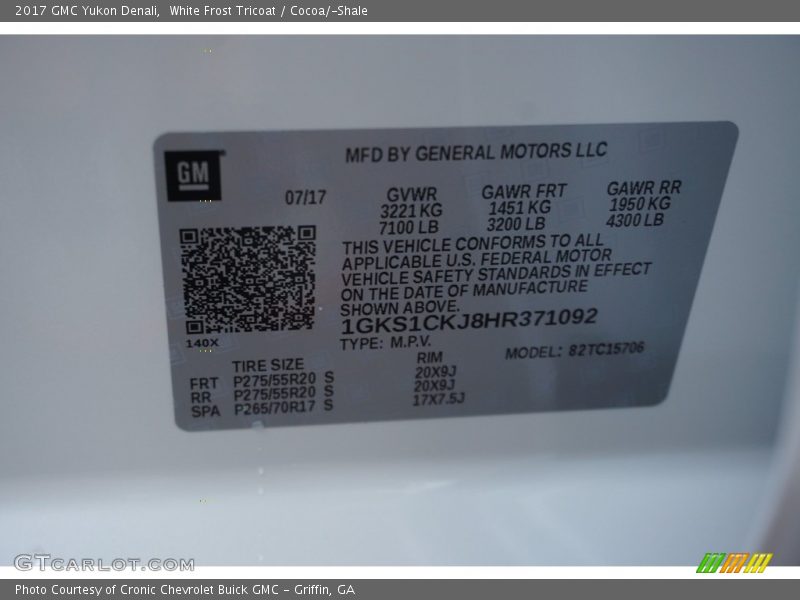 2017 GMC Yukon Denali, White Frost Tricoat / Cocoa/-Shale
GM
MFD BY GENERAL MOTORS LLC
07/17
GVWR GAWR FRT GAWR RR
3221 KG 1451 KG 1950 KG
7100 LB 3200 LB 4300 LB
THIS VEHICLE CONFORMS TO ALL
APPLICABLE U.S. FEDERAL MOTOR
VEHICLE SAFETY STANDARDS IN EFFECT
ON THE DATE OF MANUFACTURE
SHOWN ABOVE.
1GKS1CKJ8HR371092
140X
TYPE: M.P.V. MODEL: 82TC15706
TIRE SIZE RIM
FRT P275/55R20 S 20X9J
RR P275/55R20 S 20X9J
SPA P265/70R17 S 17X7.5J
GTCARLOT.COM
Photo Courtesy of Cronic Chevrolet Buick GMC - Griffin, GA